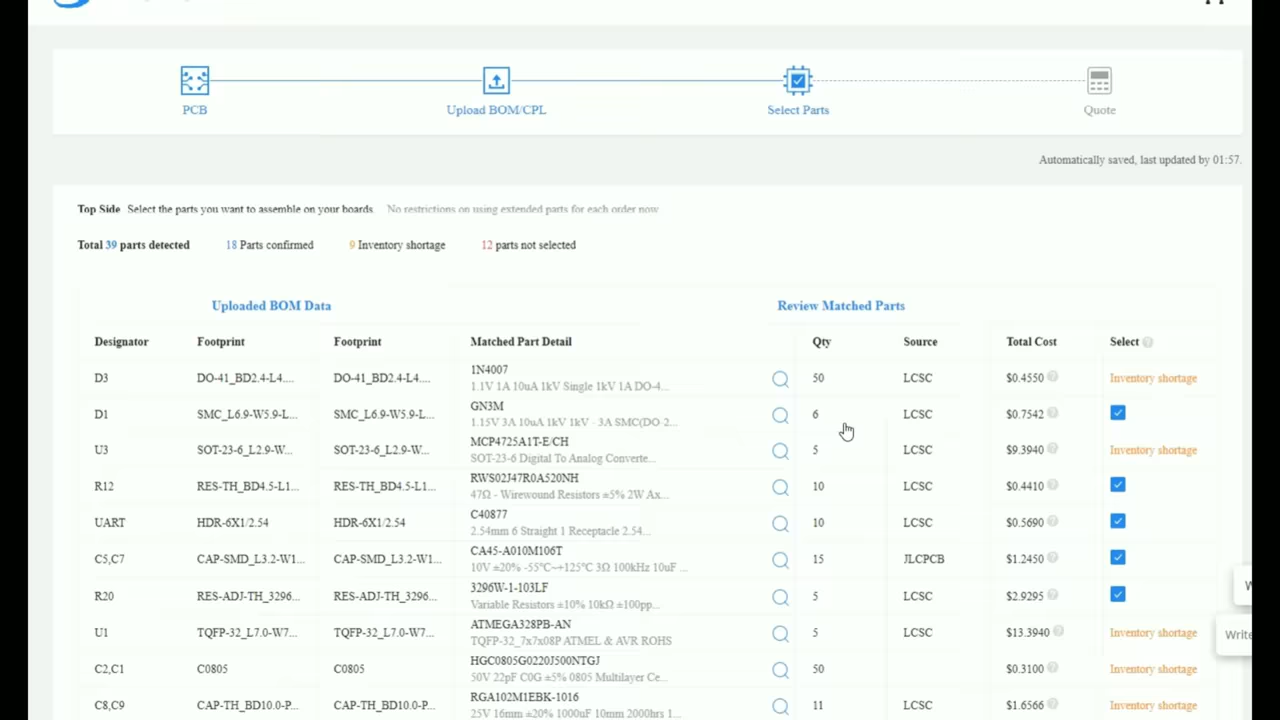 PCB Upload BOM/CPL Select Parts Quote
Automatically saved, last updated by 01:57.
Top Side Select the parts you want to assemble on your boards No restrictions on using extended parts for each order now
Total 39 parts detected 18 Parts confirmed 9 Inventory shortage 12 parts not selected
Uploaded BOM Data Review Matched Parts
Designator Footprint Footprint Matched Part Detail Qty Source Total Cost Select
D3 DO-41_BD2.4-L4.... DO-41_BD2.4-L4.... 1N4007 50 LCSC $0.4550 Inventory shortage
1.1V 1A 10uA 1kV Single 1kV 1A DO-4...
D1 SMC_L6.9-W5.9-L... SMC_L6.9-W5.9-L... GN3M 6 LCSC $0.7542
1.15V 3A 10uA 1kV 1kV - 3A SMC(DO-2...
U3 SOT-23-6_L2.9-W... SOT-23-6_L2.9-W... MCP4725A1T-E/CH 5 LCSC $9.3940 Inventory shortage
SOT-23-6 Digital To Analog Converte...
R12 RES-TH_BD4.5-L1... RES-TH_BD4.5-L1... RWS02J47R0A520NH 10 LCSC $0.4410
47Ω - Wirewound Resistors ±5% 2W Ax...
UART HDR-6X1/2.54 HDR-6X1/2.54 C40877 10 LCSC $0.5690
2.54mm 6 Straight 1 Receptacle 2.54...
C5,C7 CAP-SMD_L3.2-W1... CAP-SMD_L3.2-W1... CA45-A010M106T 15 JLCPCB $1.2450
10V ±20% -55℃~+125℃ 3Ω 100kHz 10uF ...
R20 RES-ADJ-TH_3296... RES-ADJ-TH_3296... 3296W-1-103LF 5 LCSC $2.9295
Variable Resistors ±10% 10kΩ ±100pp...
U1 TQFP-32_L7.0-W7... TQFP-32_L7.0-W7... ATMEGA328PB-AN 5 LCSC $13.3940 Inventory shortage
TQFP-32_7x7x08P ATMEL & AVR ROHS
Write
C2,C1 C0805 C0805 HGC0805G0220J500NTGJ 50 LCSC $0.3100 Inventory shortage
50V 22pF C0G ±5% 0805 Multilayer Ce...
C8,C9 CAP-TH_BD10.0-P... CAP-TH_BD10.0-P... RGA102M1EBK-1016 11 LCSC $1.6566 Inventory shortage
25V 16mm ±20% 1000uF 10mm 2000hrs 1...